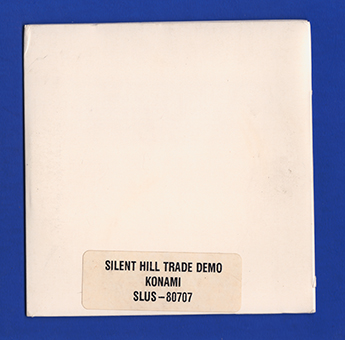 SILENT HILL TRADE DEMO
KONAMI
SLUS-80707